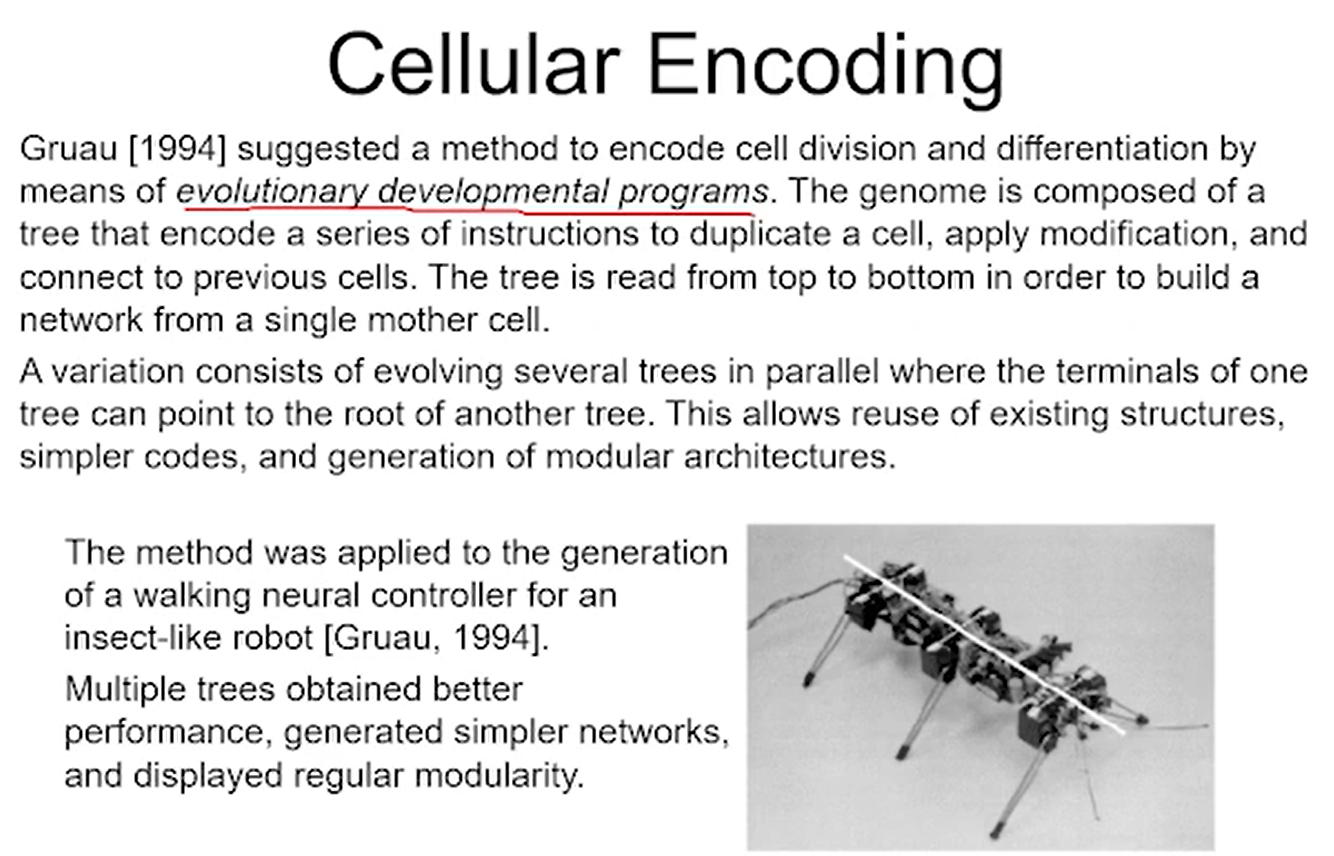 Cellular Encoding
Gruau [1994] suggested a method to encode cell division and differentiation by
means of evolutionary developmental programs. The genome is composed of a
tree that encode a series of instructions to duplicate a cell, apply modification, and
connect to previous cells. The tree is read from top to bottom in order to build a
network from a single mother cell.
A variation consists of evolving several trees in parallel where the terminals of one
tree can point to the root of another tree. This allows reuse of existing structures,
simpler codes, and generation of modular architectures.
The method was applied to the generation
of a walking neural controller for an
insect-like robot [Gruau, 1994].
Multiple trees obtained better
performance, generated simpler networks,
and displayed regular modularity.